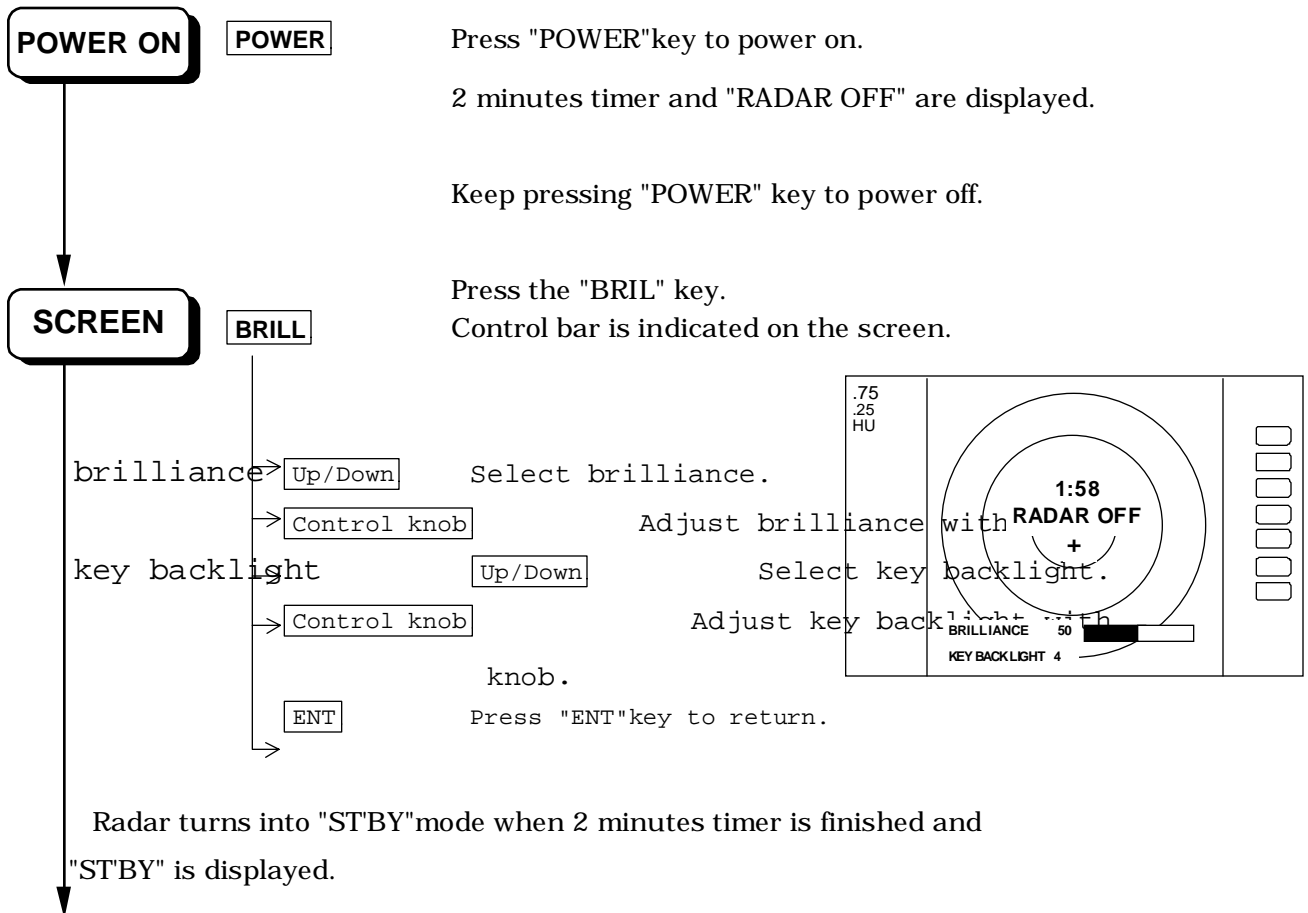 POWER ON
POWER
Press "POWER"key to power on.
2 minutes timer and "RADAR OFF" are displayed.
Keep pressing "POWER" key to power off.
SCREEN
BRILL
Press the "BRIL" key.
Control bar is indicated on the screen.
.75
.25
HU
brilliance
Up/Down
Select brilliance.
1:58
Control knob
Adjust brilliance with
RADAR OFF
+
key backlight
Up/Down
Select key backlight.
Control knob
Adjust key backlight with
BRILLIANCE 50
KEY BACK LIGHT 4
knob.
ENT
Press "ENT"key to return.
Radar turns into "ST'BY"mode when 2 minutes timer is finished and
"ST'BY" is displayed.